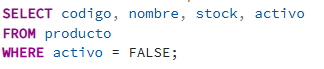 SELECT codigo, nombre, stock, activo
FROM producto
WHERE activo = FALSE;